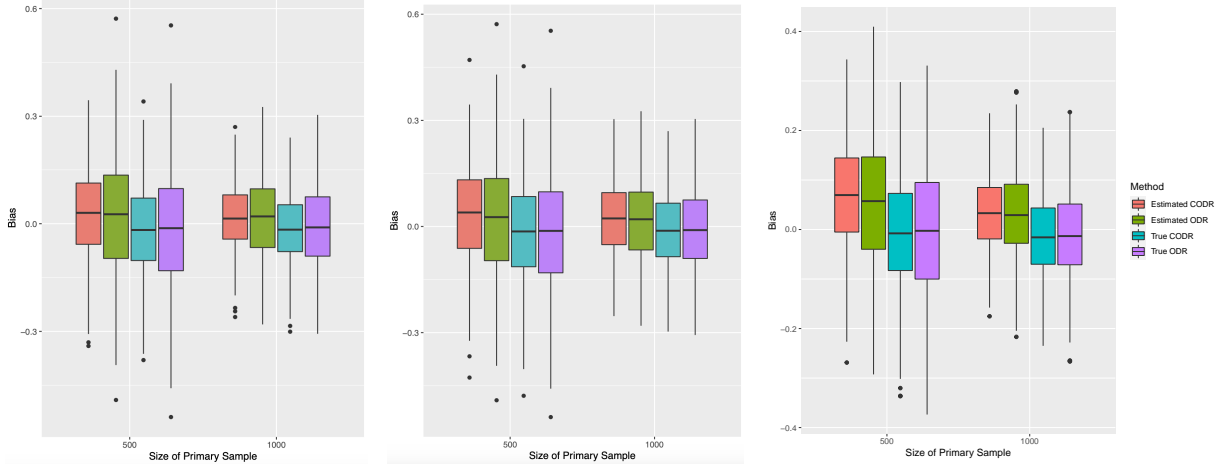 0.6
0.3
0.0
−0.3
Bias
500
1000
Size of Primary Sample
0.6
0.3
0.0
−0.3
Bias
500
1000
Size of Primary Sample
0.4
0.2
0.0
−0.2
−0.4
Bias
500
1000
Size of Primary Sample
Method
Estimated CODR
Estimated ODR
True CODR
True ODR